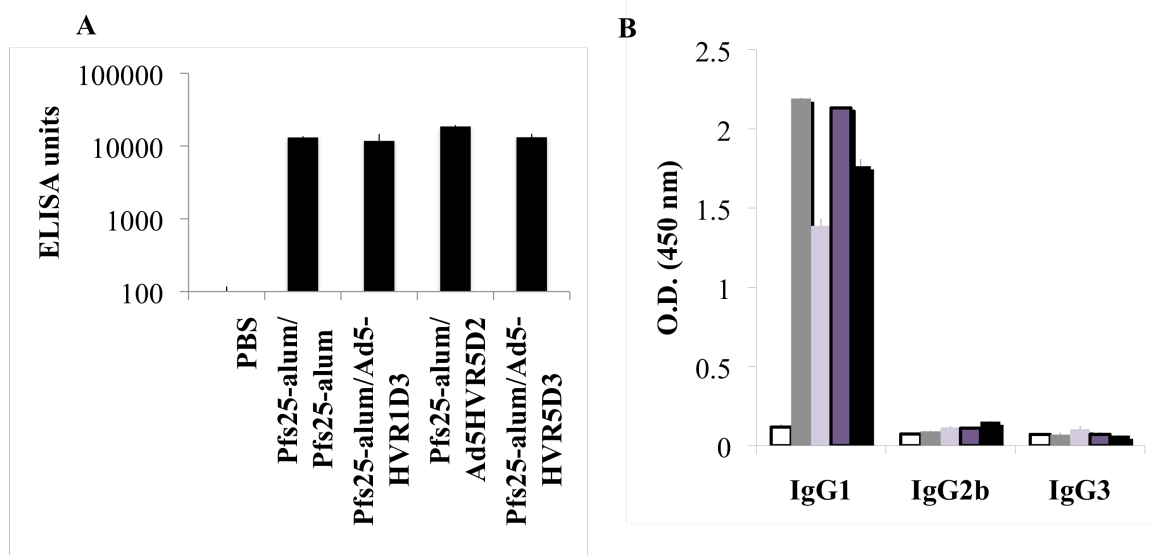 A
100000
10000
1000
100
ELISA units
PBS
Pfs25-alum/
Pfs25-alum
Pfs25-alum/Ad5-
HVR1D3
Pfs25-alum/
Ad5HVR5D2
Pfs25-alum/Ad5-
HVR5D3
B
2.5
2
1.5
1
0.5
0
O.D. (450 nm)
IgG1
IgG2b
IgG3